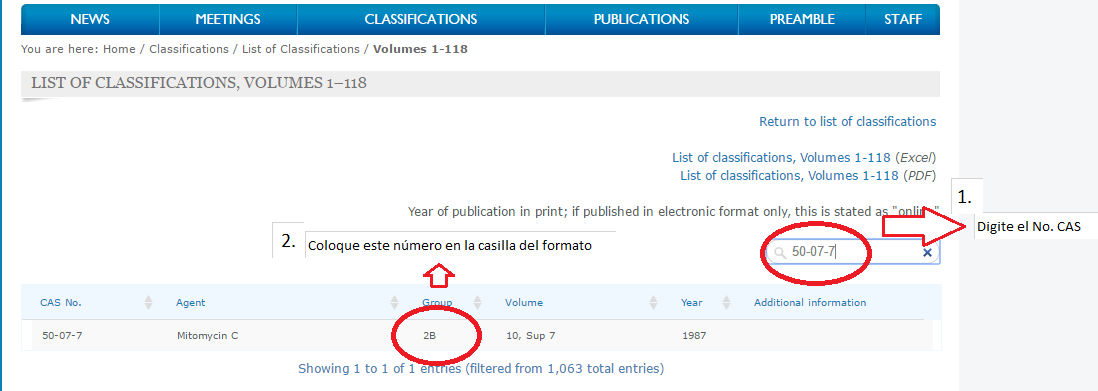 NEWS MEETINGS CLASSIFICATIONS PUBLICATIONS PREAMBLE STAFF
You are here: Home / Classifications / List of Classifications / Volumes 1-118
LIST OF CLASSIFICATIONS, VOLUMES 1–118
Return to list of classifications
List of classifications, Volumes 1-118 (Excel)
List of classifications, Volumes 1-118 (PDF)
1.
Year of publication in print; if published in electronic format only, this is stated as "online"
Digite el No. CAS
2. Coloque este número en la casilla del formato
50-07-7
CAS No. Agent Group Volume Year Additional information
50-07-7 Mitomycin C 2B 10, Sup 7 1987
Showing 1 to 1 of 1 entries (filtered from 1,063 total entries)